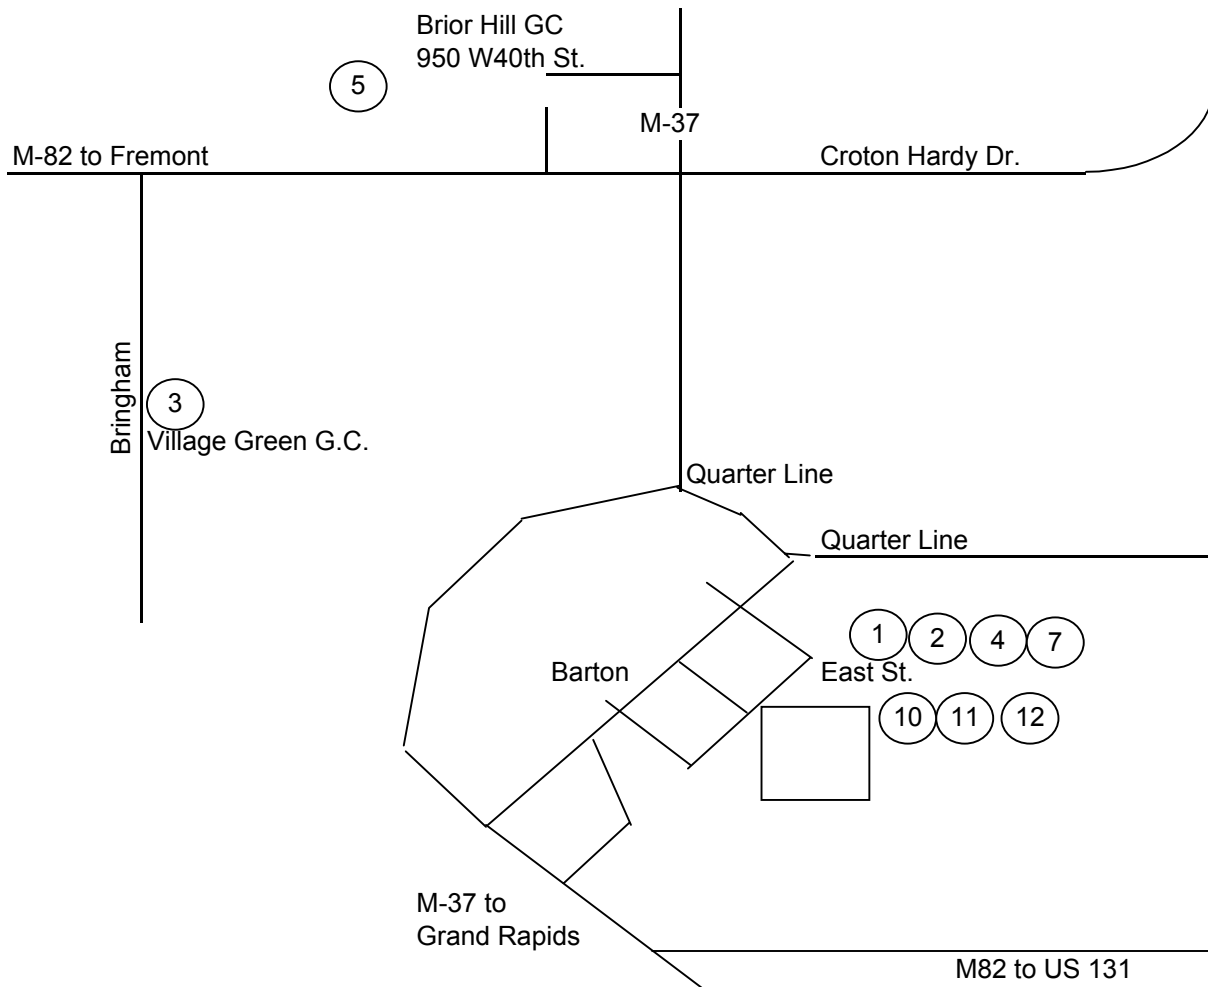 Brior Hill GC
950 W40th St.
5
M-37
M-82 to Fremont
Croton Hardy Dr.
Bringham
3
Village Green G.C.
Quarter Line
Quarter Line
1 2 4 7
Barton
East St.
10 11 12
M-37 to
Grand Rapids
M82 to US 131